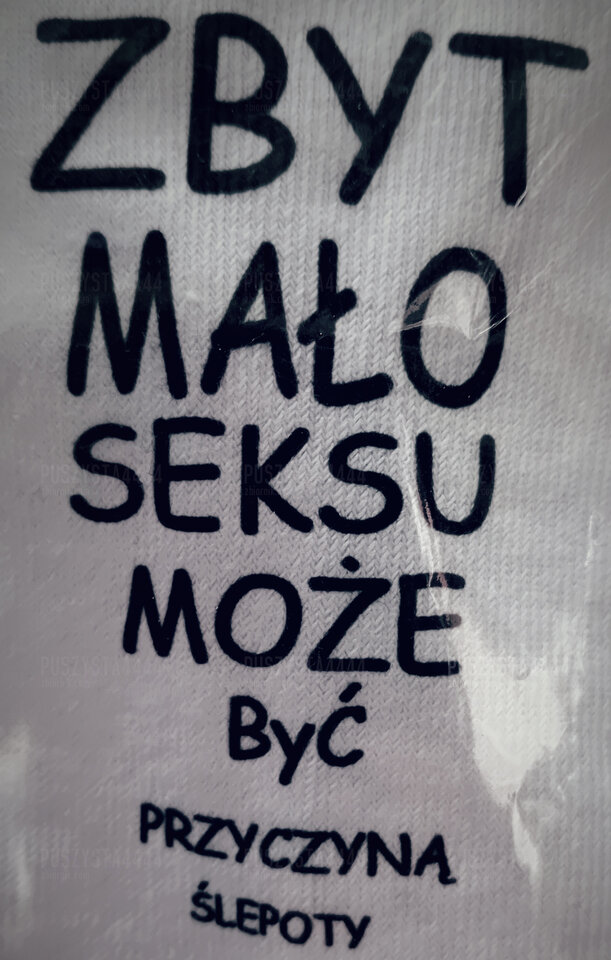 ZBYT
MAŁO
SEKSU
MOŻE
ByĆ
PRZYCZYNĄ
ŚLEPOTY